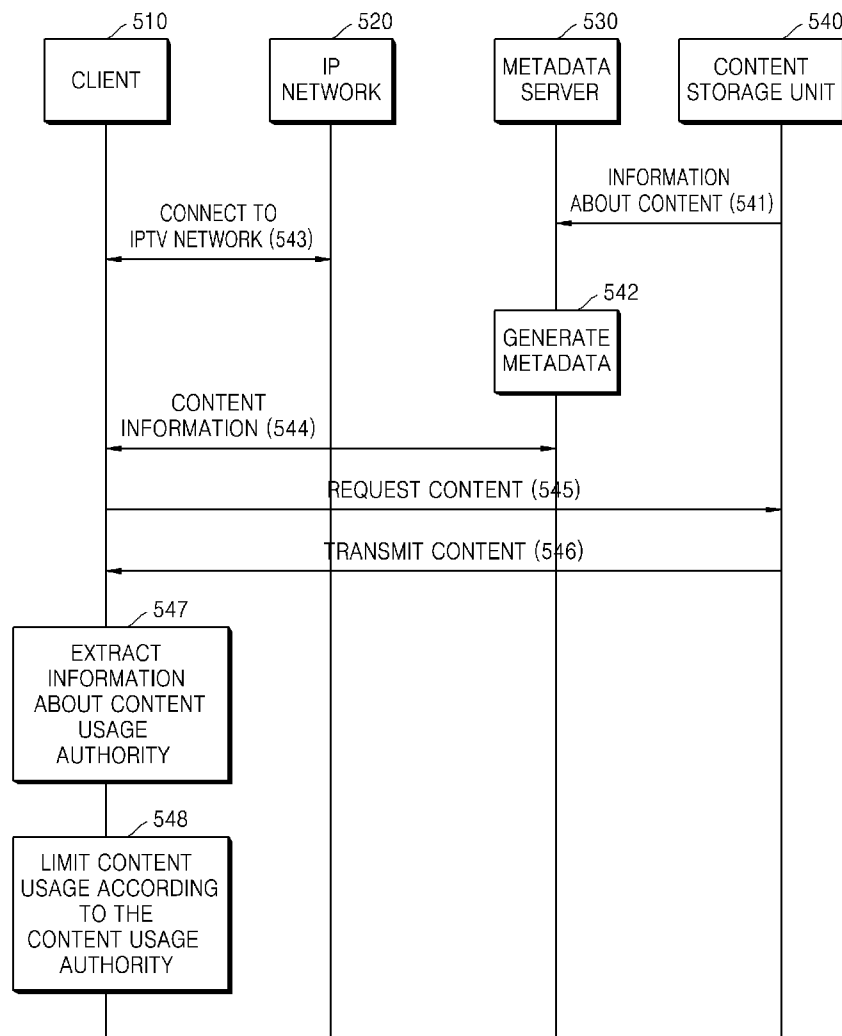 510
520
530
540
CLIENT
IP
NETWORK
METADATA
SERVER
CONTENT
STORAGE UNIT
INFORMATION
ABOUT CONTENT (541)
CONNECT TO
IPTV NETWORK (543)
542
GENERATE
METADATA
CONTENT
INFORMATION (544)
REQUEST CONTENT (545)
TRANSMIT CONTENT (546)
547
EXTRACT
INFORMATION
ABOUT CONTENT
USAGE
AUTHORITY
548
LIMIT CONTENT
USAGE ACCORDING
TO THE
CONTENT USAGE
AUTHORITY